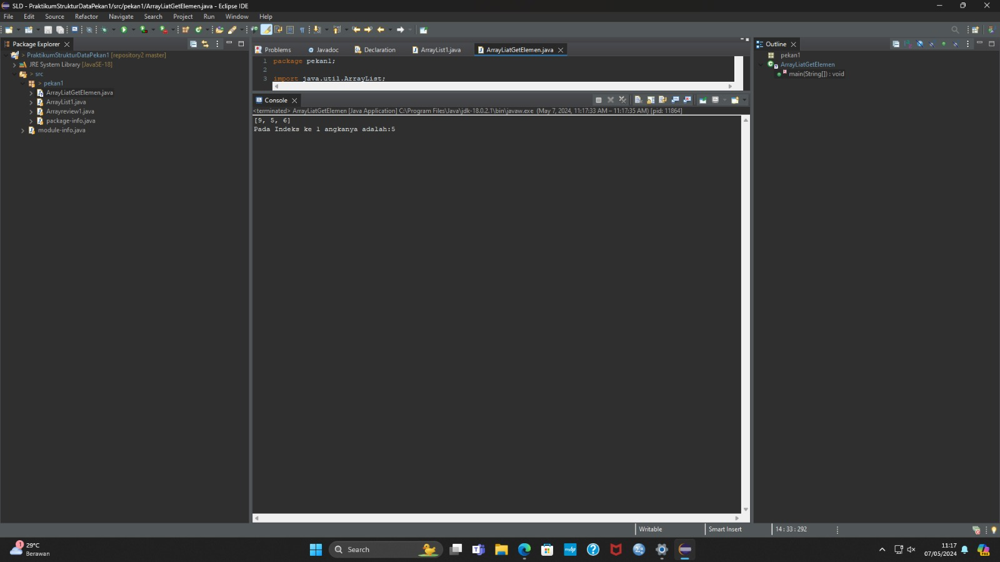 SLD - PraktikumStrukturDataPekan1/src/pekan1/ArrayLiatGetElemen.java - Eclipse IDE
File Edit Source Refactor Navigate Search Project Run Window Help
Package Explorer
> PraktikumStrukturDataPekan1 [repository2 master]
JRE System Library [JavaSE-18]
> src
> pekan1
ArrayLiatGetElemen.java
ArrayList1.java
Arrayreview1.java
package-info.java
module-info.java
Problems Javadoc Declaration ArrayList1.java ArrayLiatGetElemen.java
1 package pekan1;
2
3 import java.util.ArrayList;
Console
<terminated> ArrayLiatGetElemen [Java Application] C:\Program Files\Java\jdk-18.0.2.1\bin\javaw.exe (May 7, 2024, 11:17:33 AM – 11:17:35 AM) [pid: 11864]
[9, 5, 6]
Pada Indeks ke 1 angkanya adalah:5
Outline
pekan1
ArrayLiatGetElemen
main(String[]) : void
Writable Smart Insert 14 : 33 : 292
1
29°C
Berawan
Search
11:17
07/05/2024